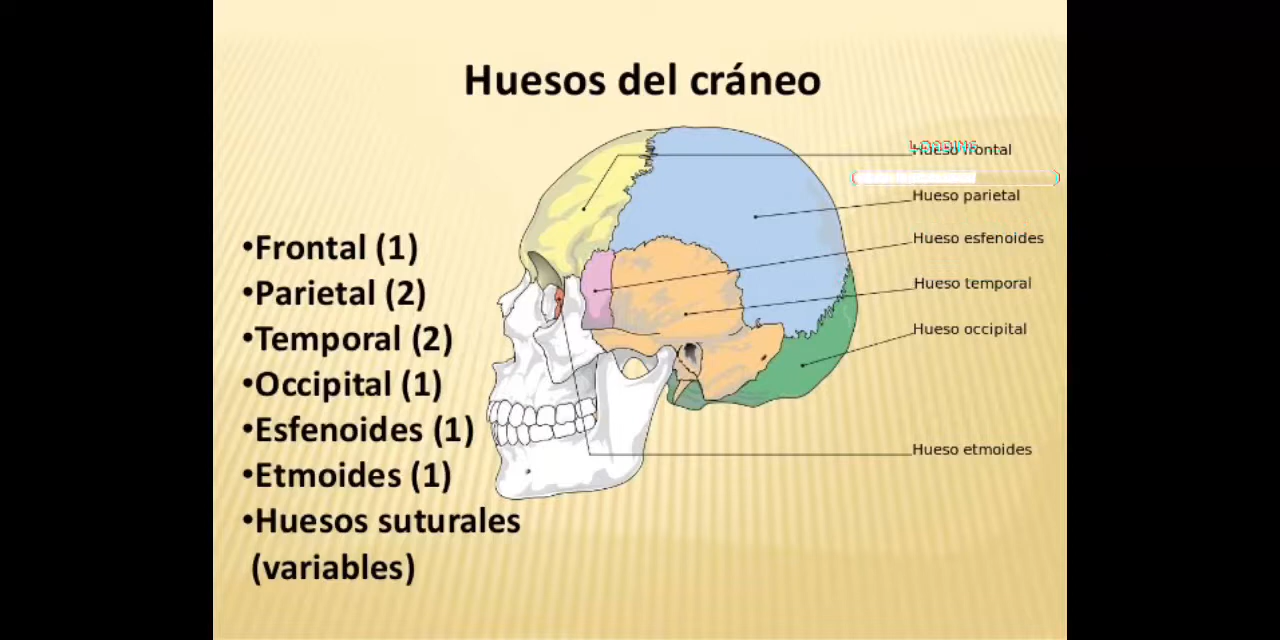 Huesos del cráneo
LOADING
Hueso frontal
Hueso parietal
Hueso esfenoides
Hueso temporal
Hueso occipital
Hueso etmoides
•Frontal (1)
•Parietal (2)
•Temporal (2)
•Occipital (1)
•Esfenoides (1)
•Etmoides (1)
•Huesos suturales
(variables)